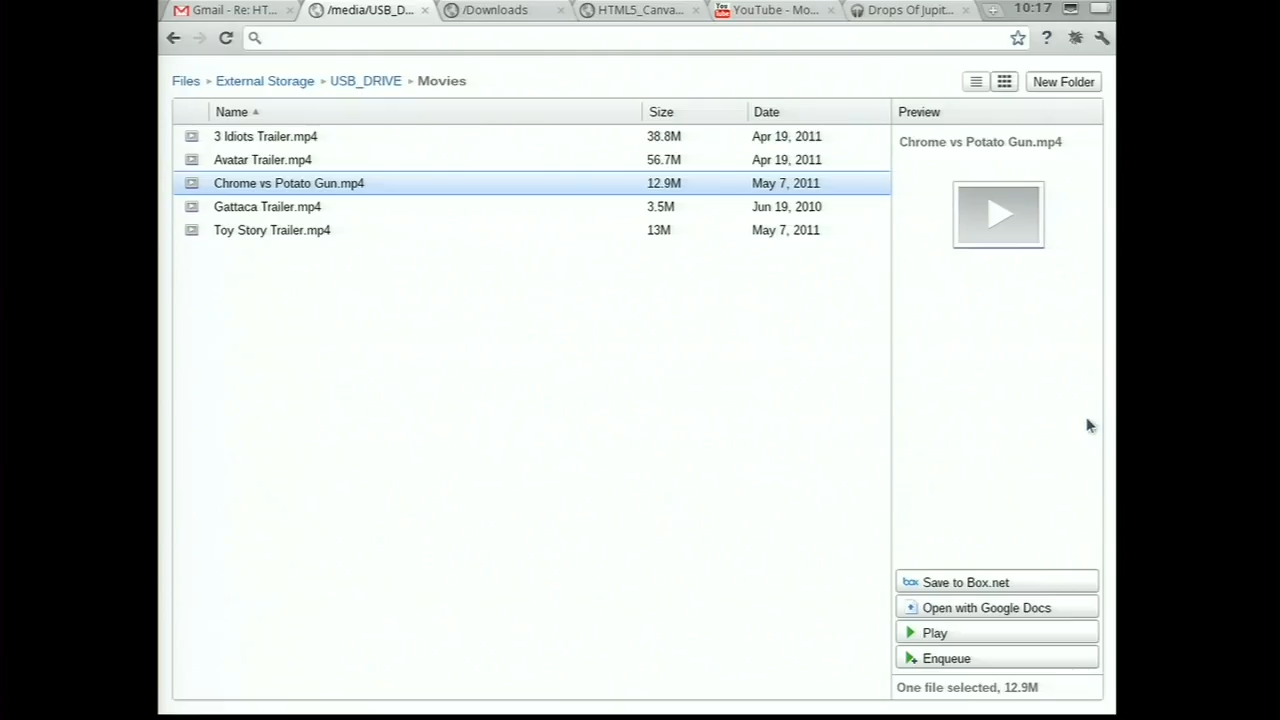 Gmail - Re: HT... /media/USB_D... /Downloads HTML5_Canva... You Tube YouTube - Mo... Drops Of Jupit... 10:17
Files ▸ External Storage ▸ USB_DRIVE ▸ Movies New Folder
Name Size Date Preview
3 Idiots Trailer.mp4 38.8M Apr 19, 2011
Chrome vs Potato Gun.mp4
Avatar Trailer.mp4 56.7M Apr 19, 2011
Chrome vs Potato Gun.mp4 12.9M May 7, 2011
Gattaca Trailer.mp4 3.5M Jun 19, 2010
Toy Story Trailer.mp4 13M May 7, 2011
box Save to Box.net
Open with Google Docs
Play
Enqueue
One file selected, 12.9M